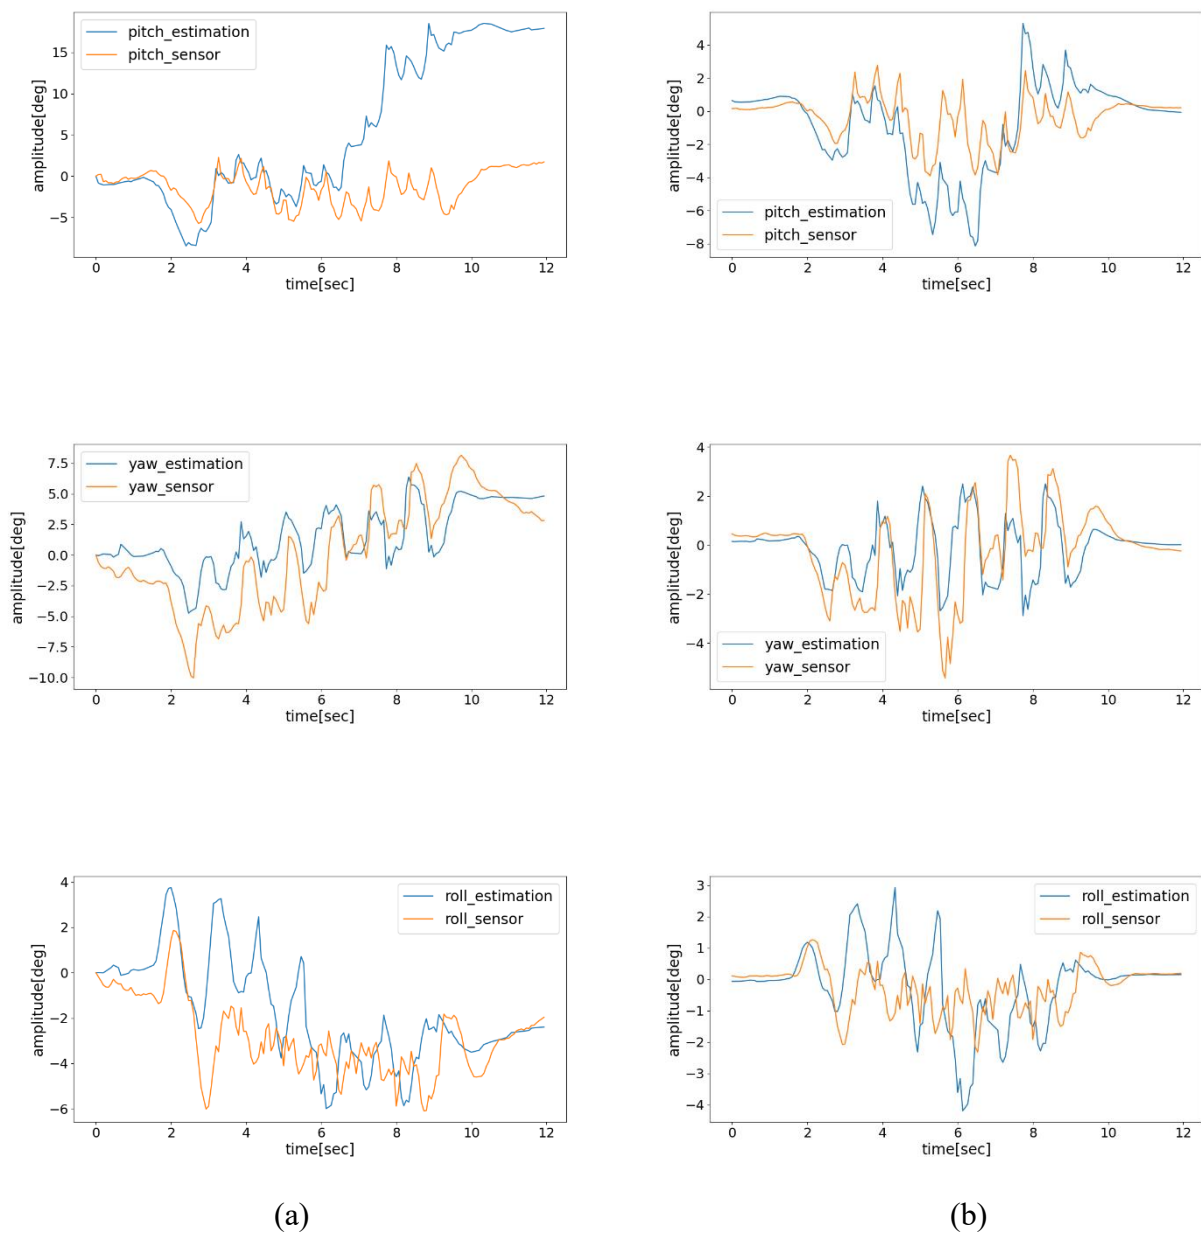 pitch_estimation
pitch_sensor
amplitude[deg]
15
10
5
0
−5
0 2 4 6 8 10 12
time[sec]
pitch_estimation
pitch_sensor
amplitude[deg]
4
2
0
−2
−4
−6
−8
0 2 4 6 8 10 12
time[sec]
yaw_estimation
yaw_sensor
amplitude[deg]
7.5
5.0
2.5
0.0
−2.5
−5.0
−7.5
−10.0
0 2 4 6 8 10 12
time[sec]
yaw_estimation
yaw_sensor
amplitude[deg]
4
2
0
−2
−4
0 2 4 6 8 10 12
time[sec]
roll_estimation
roll_sensor
amplitude[deg]
4
2
0
−2
−4
−6
0 2 4 6 8 10 12
time[sec]
roll_estimation
roll_sensor
amplitude[deg]
3
2
1
0
−1
−2
−3
−4
0 2 4 6 8 10 12
time[sec]
(a)
(b)